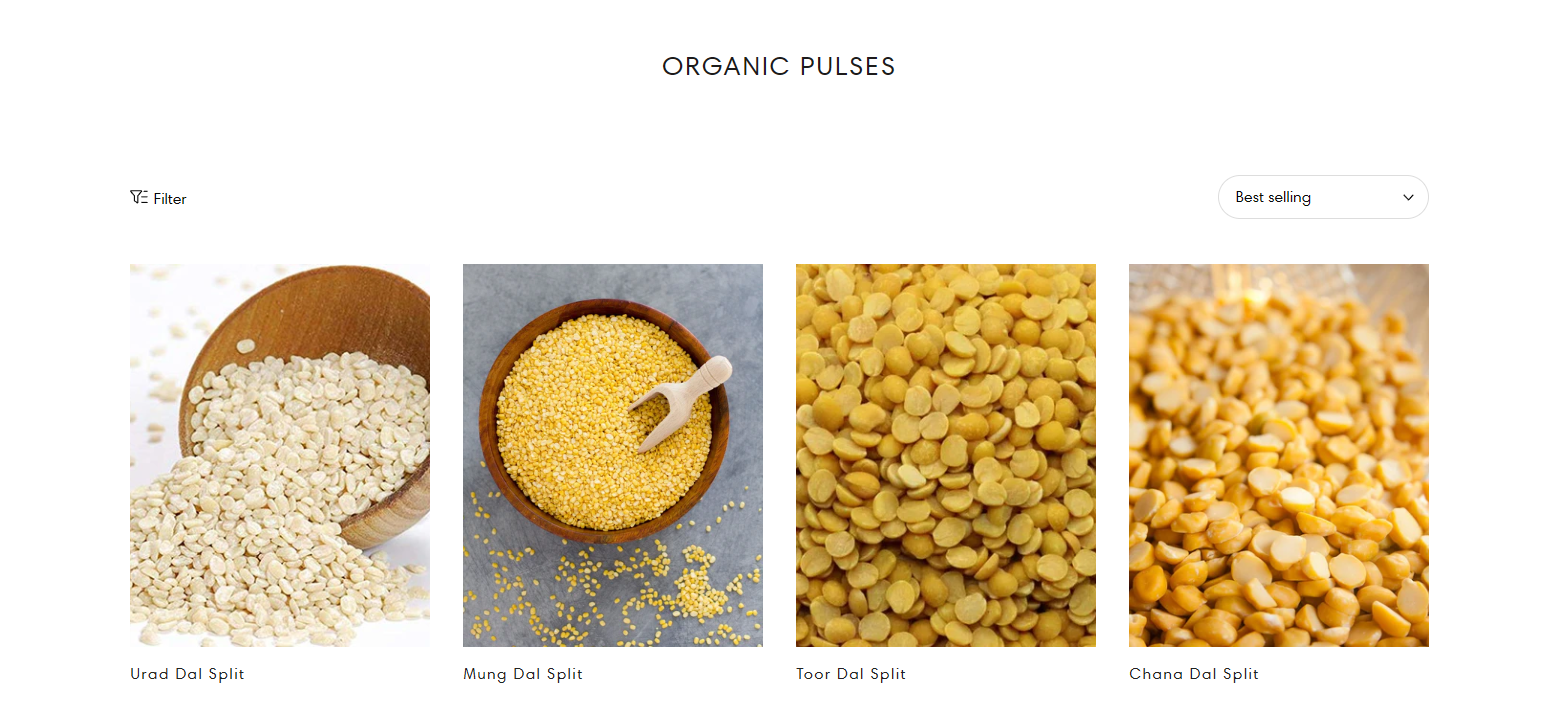 ORGANIC PULSES
Filter
Best selling
Urad Dal Split
Mung Dal Split
Toor Dal Split
Chana Dal Split